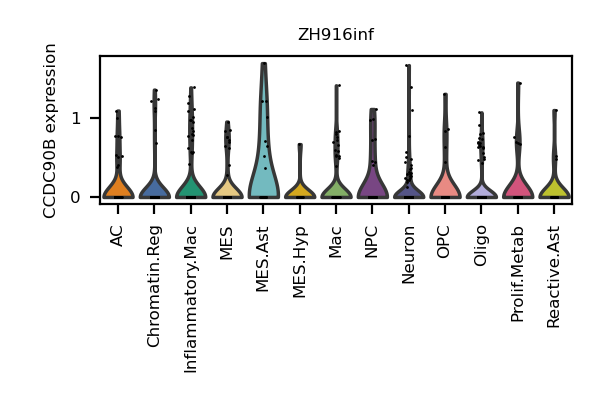 ZH916inf
CCDC90B expression
1
0
AC
Chromatin.Reg
Inflammatory.Mac
MES
MES.Ast
MES.Hyp
Mac
NPC
Neuron
OPC
Oligo
Prolif.Metab
Reactive.Ast